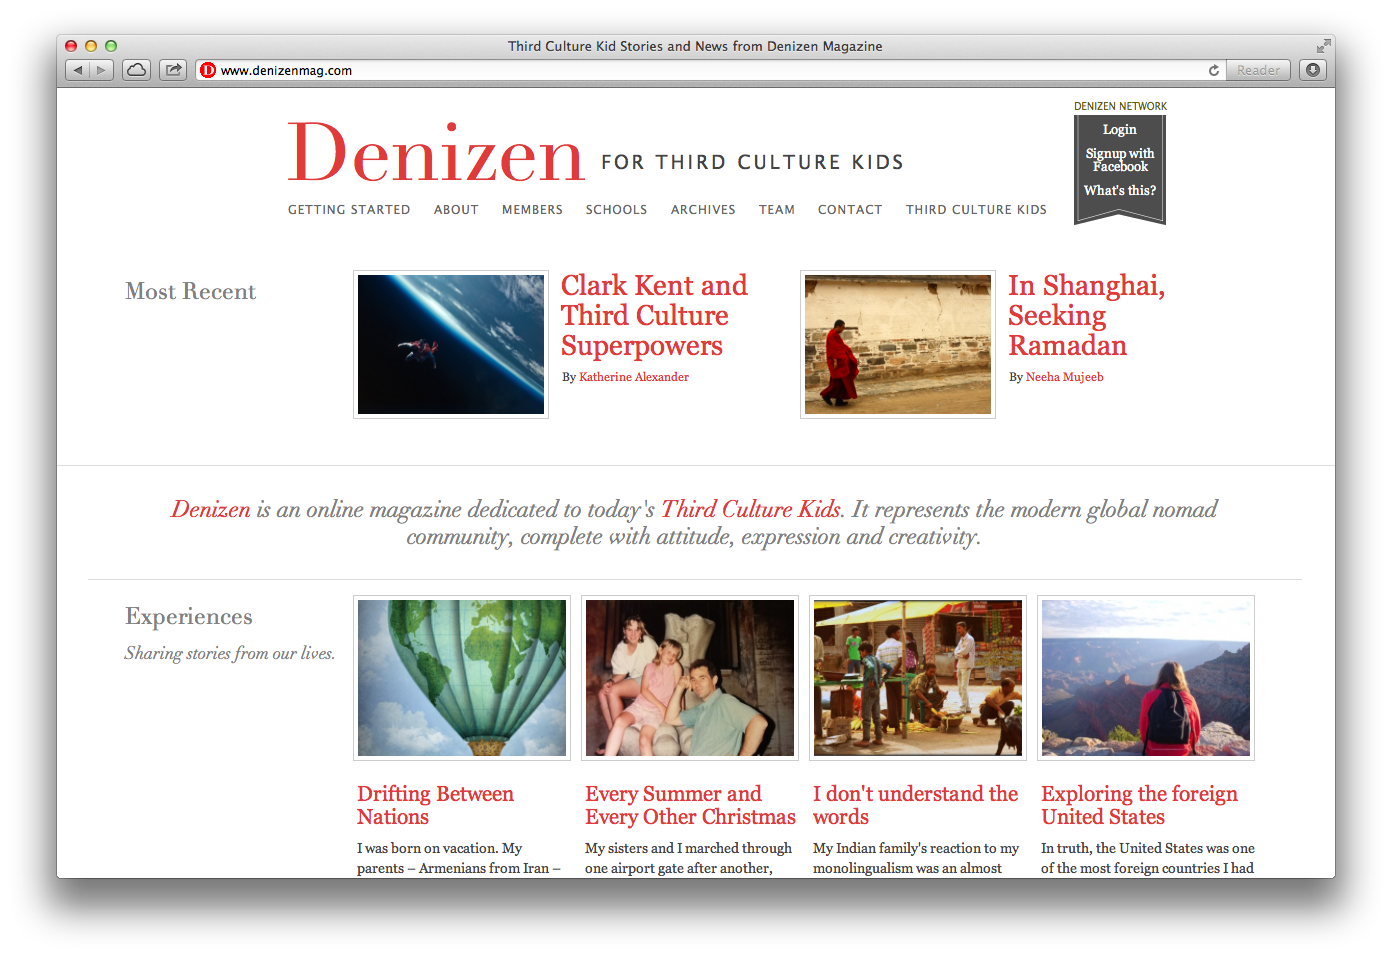 Third Culture Kid Stories and News from Denizen Magazine
D www.denizenmag.com
Reader
DENIZEN NETWORK
Login
Signup with
Facebook
What's this?
Denizen FOR THIRD CULTURE KIDS
GETTING STARTED ABOUT MEMBERS SCHOOLS ARCHIVES TEAM CONTACT THIRD CULTURE KIDS
Most Recent
Clark Kent and
Third Culture
Superpowers
By Katherine Alexander
In Shanghai,
Seeking
Ramadan
By Neeha Mujeeb
Denizen is an online magazine dedicated to today's Third Culture Kids. It represents the modern global nomad
community, complete with attitude, expression and creativity.
Experiences
Sharing stories from our lives.
Drifting Between
Nations
I was born on vacation. My
parents – Armenians from Iran –
Every Summer and
Every Other Christmas
My sisters and I marched through
one airport gate after another,
I don't understand the
words
My Indian family's reaction to my
monolingualism was an almost
Exploring the foreign
United States
In truth, the United States was one
of the most foreign countries I had